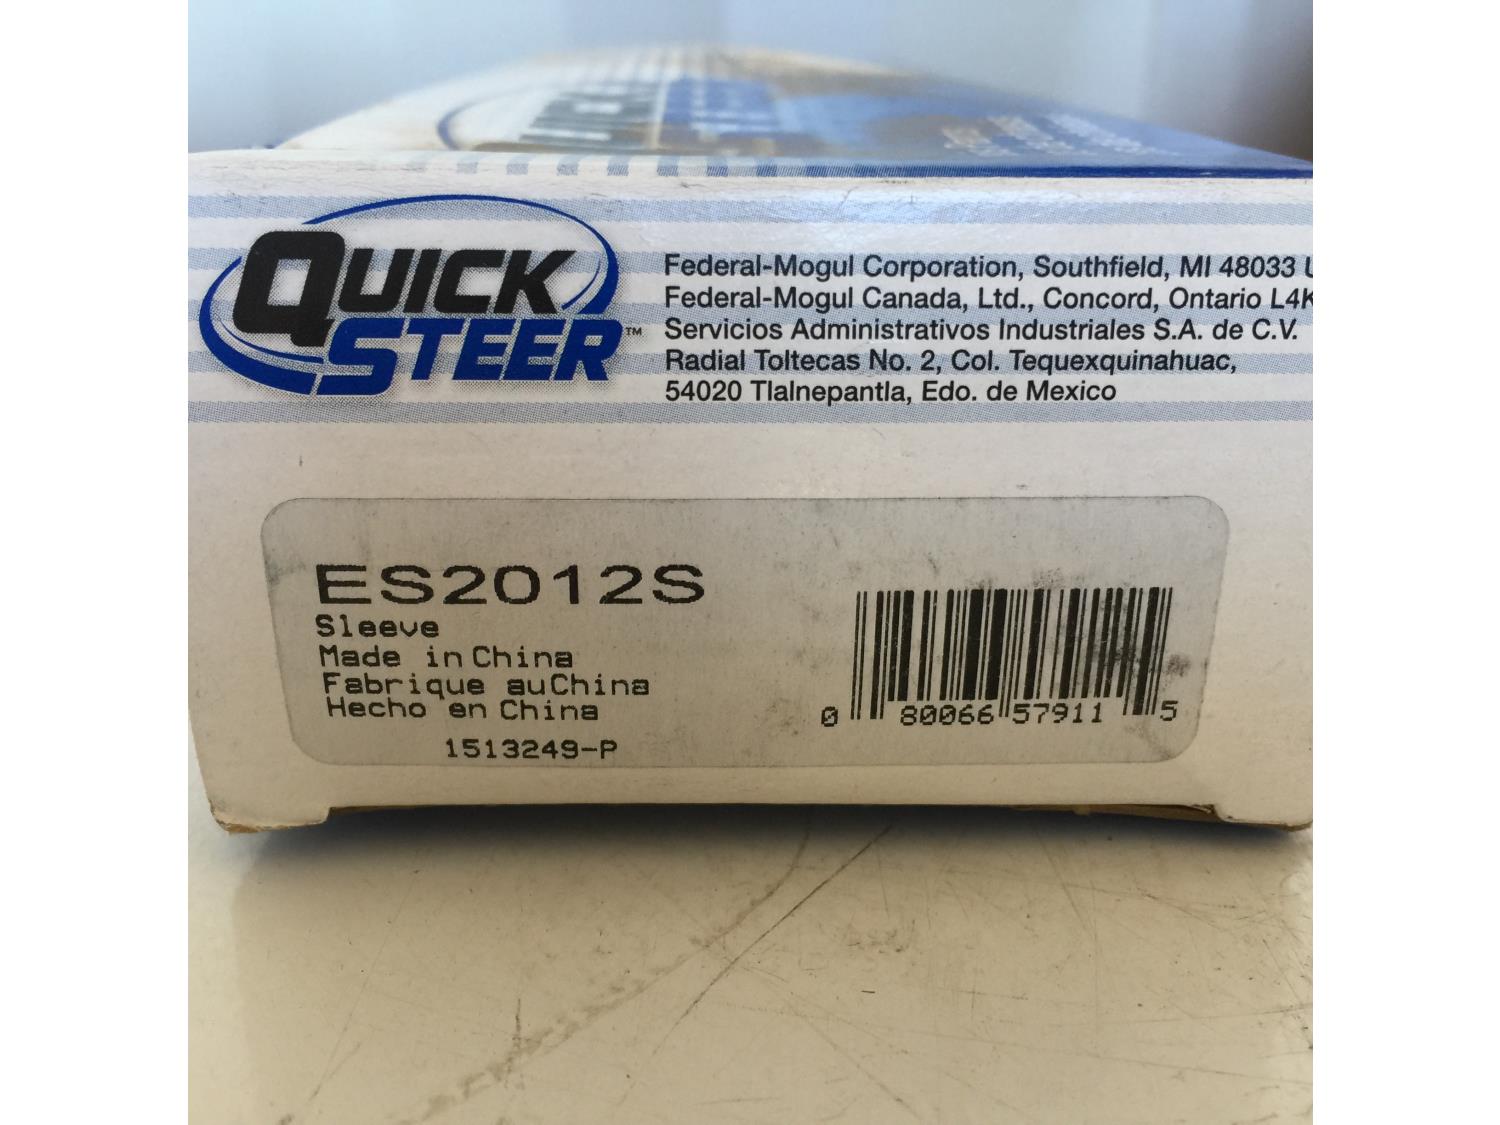 QUICK
STEER™
Federal-Mogul Corporation, Southfield, MI 48033
Federal-Mogul Canada, Ltd., Concord, Ontario L4K
Servicios Administrativos Industriales S.A. de C.V.
Radial Toltecas No. 2, Col. Tequexquinahuac,
54020 Tlalnepantla, Edo. de Mexico
ES2012S
Sleeve
Made in China
Fabrique auChina
Hecho en China
1513249-P
0 80066 57911 5